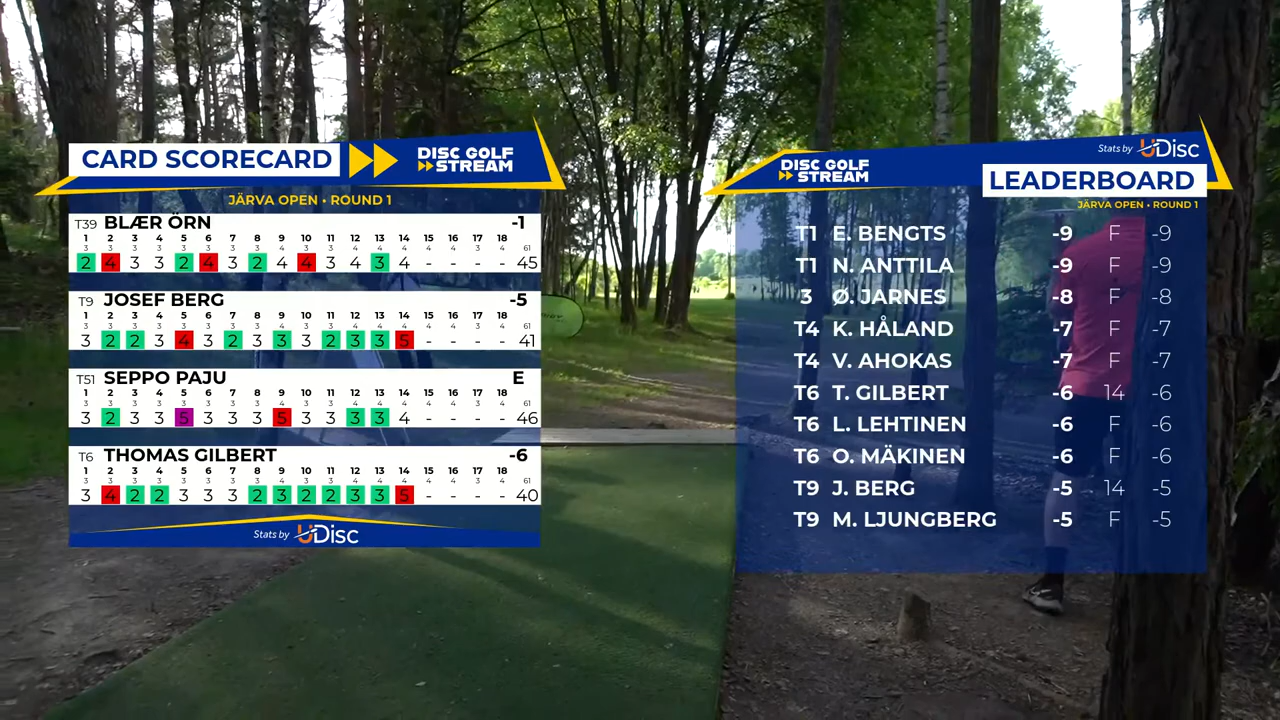 CARD SCORECARD
DISC GOLF
STREAM
JÄRVA OPEN • ROUND 1
T39 BLÆR ÖRN -1
1 2 3 4 5 6 7 8 9 10 11 12 13 14 15 16 17 18
2 4 3 3 2 4 3 2 4 4 3 4 3 4 - - - - 45
T9 JOSEF BERG -5
1 2 3 4 5 6 7 8 9 10 11 12 13 14 15 16 17 18
3 2 2 3 4 3 2 3 3 3 2 3 3 5 - - - - 41
T51 SEPPO PAJU E
1 2 3 4 5 6 7 8 9 10 11 12 13 14 15 16 17 18
3 2 3 3 5 3 3 3 5 3 3 3 3 4 - - - - 46
T6 THOMAS GILBERT -6
1 2 3 4 5 6 7 8 9 10 11 12 13 14 15 16 17 18
3 4 2 2 3 3 3 2 3 2 2 3 3 5 - - - - 40
Stats by UDisc
DISC GOLF
STREAM
Stats by UDisc
LEADERBOARD
JÄRVA OPEN • ROUND 1
T1 E. BENGTS -9 F -9
T1 N. ANTTILA -9 F -9
3 Ø. JARNES -8 F -8
T4 K. HÅLAND -7 F -7
T4 V. AHOKAS -7 F -7
T6 T. GILBERT -6 14 -6
T6 L. LEHTINEN -6 F -6
T6 O. MÄKINEN -6 F -6
T9 J. BERG -5 14 -5
T9 M. LJUNGBERG -5 F -5